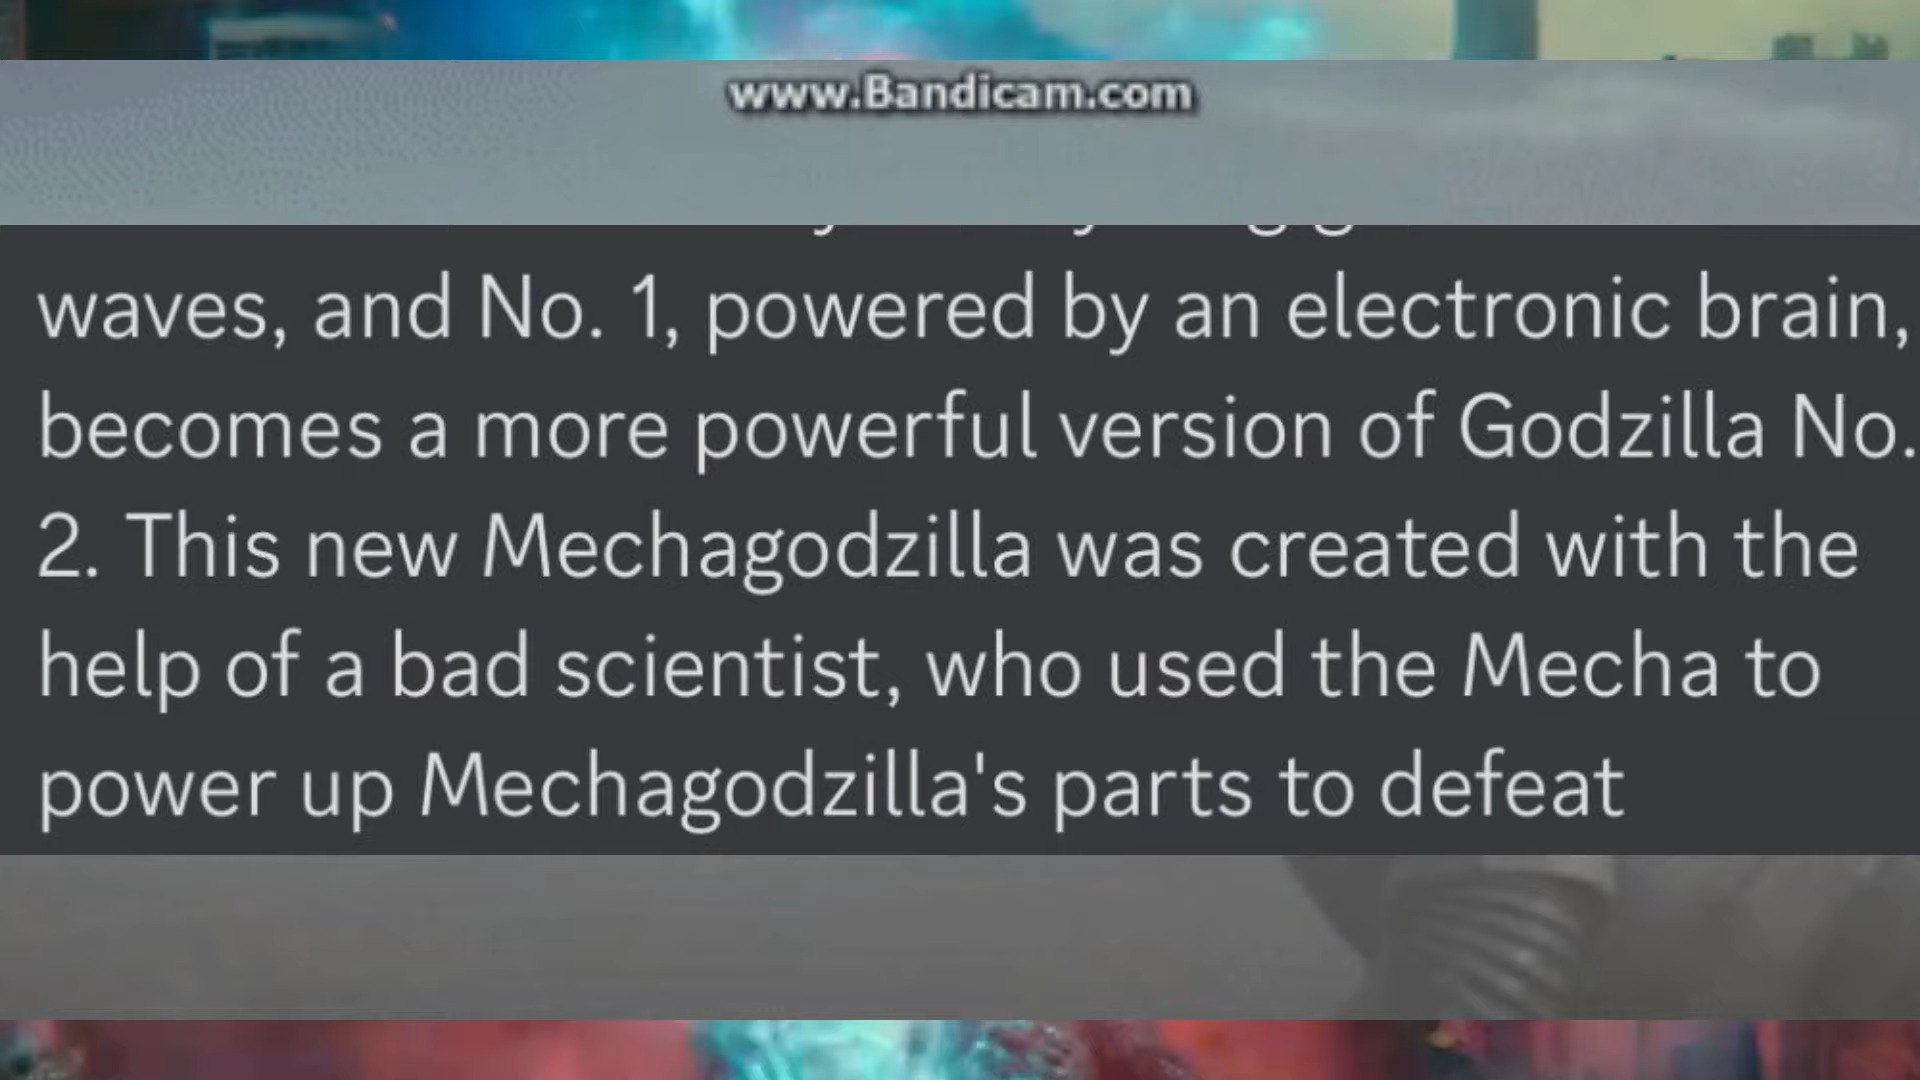 www.Bandicam.com
waves, and No. 1, powered by an electronic brain,
becomes a more powerful version of Godzilla No.
2. This new Mechagodzilla was created with the
help of a bad scientist, who used the Mecha to
power up Mechagodzilla's parts to defeat